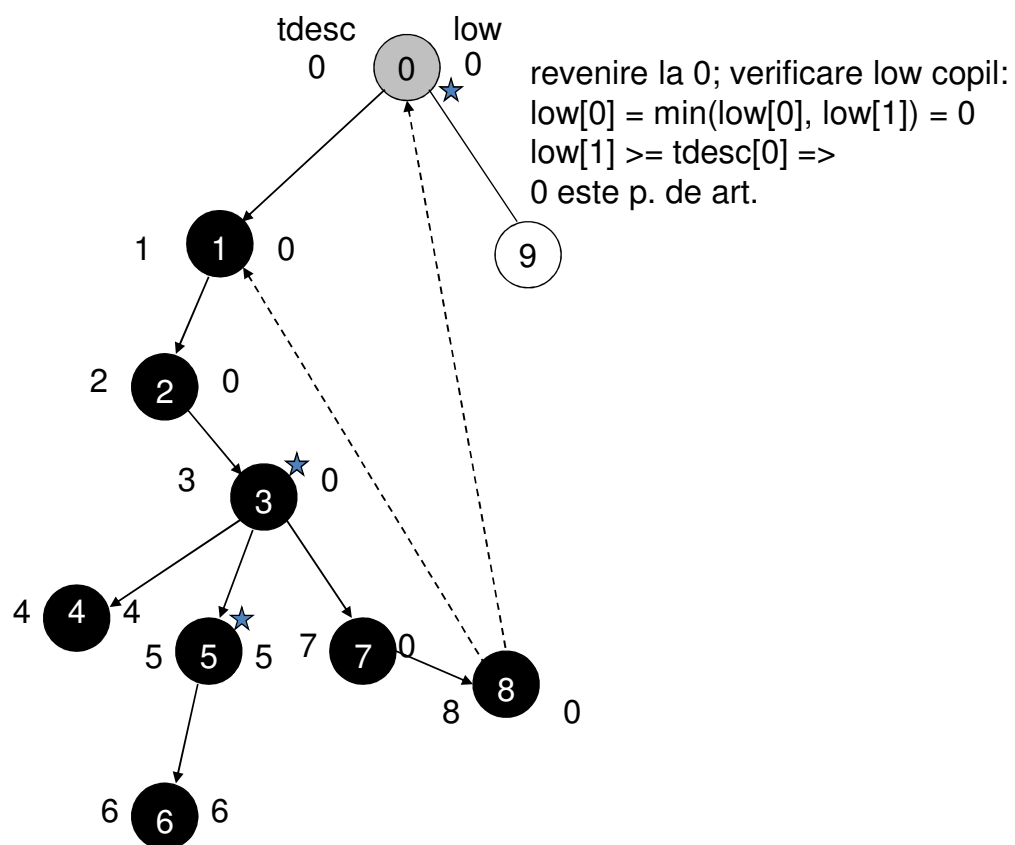 tdesc low
0 0 0
revenire la 0; verificare low copil:
low[0] = min(low[0], low[1]) = 0
low[1] >= tdesc[0] =>
0 este p. de art.
1 1 0
9
2 2 0
3 3 0
4 4 4
5 5 5
7 7 0
8 8 0
6 6 6